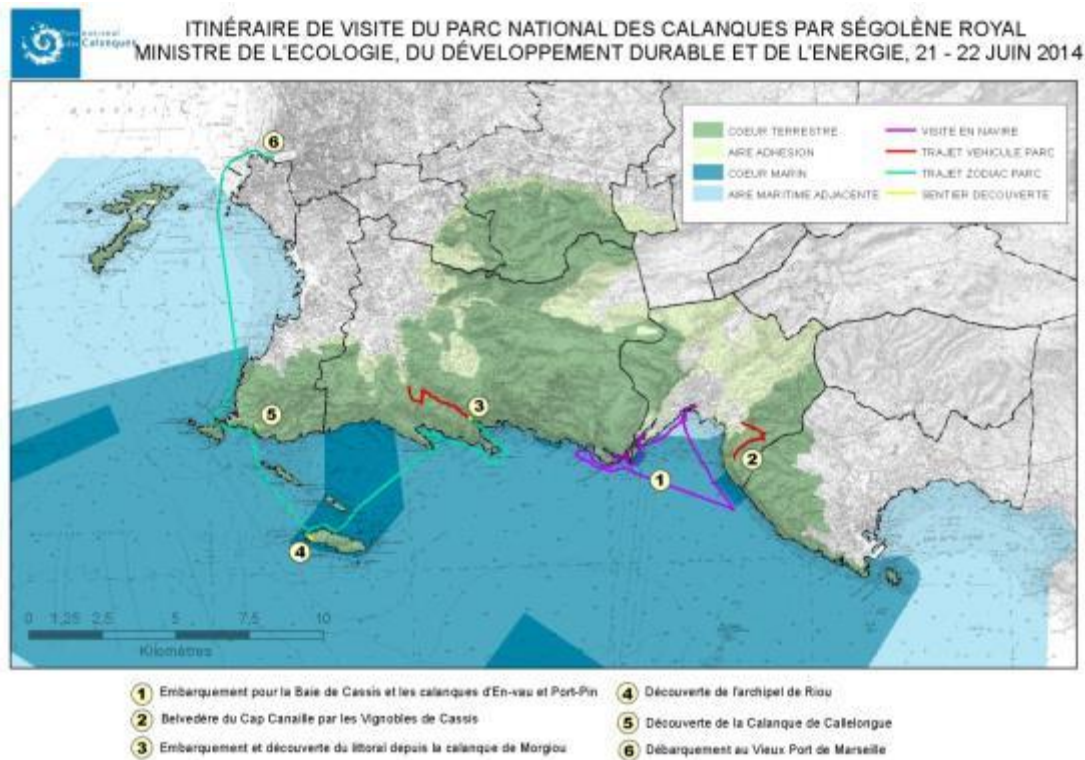 ITINÉRAIRE DE VISITE DU PARC NATIONAL DES CALANQUES PAR SÉGOLÈNE ROYAL
MINISTRE DE L'ECOLOGIE, DU DÉVELOPPEMENT DURABLE ET DE L'ENERGIE, 21 - 22 JUIN 2014
Calanques
COEUR TERRESTRE
AIRE ADHESION
COEUR MARIN
AIRE MARITIME ADJACENTE
VISITE EN NAVIRE
TRAJET VEHICULE PARC
TRAJET ZODIAC PARC
SENTIER DECOUVERTE
6
5
3
1
2
4
0 1,25 2,5 5 7,5 10
Kilomètres
1 Embarquement pour la Baie de Cassis et les calanques d'En-vau et Port-Pin
2 Belvedère du Cap Canaille par les Vignobles de Cassis
3 Embarquement et découverte du littoral depuis la calanque de Morgiou
4 Découverte de l'archipel de Riou
5 Découverte de la Calanque de Callelongue
6 Débarquement au Vieux Port de Marseille